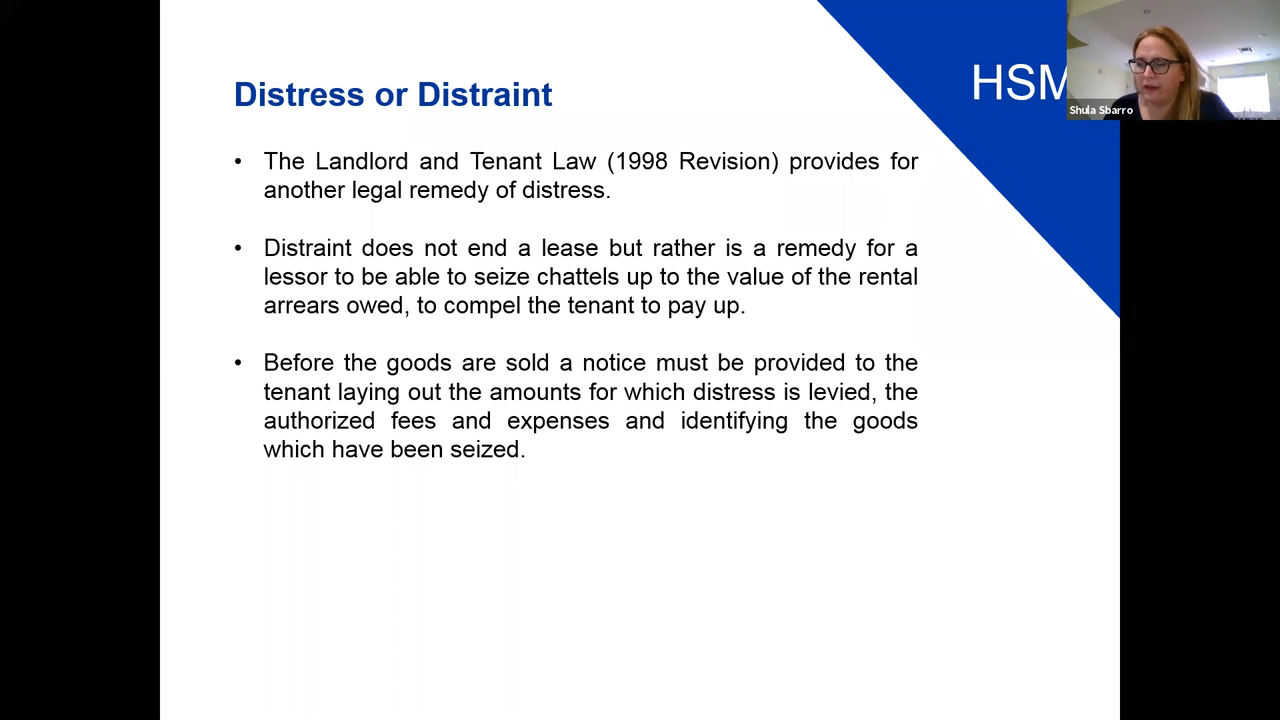 Distress or Distraint
HSM
Shula Sbarro
• The Landlord and Tenant Law (1998 Revision) provides for
another legal remedy of distress.
• Distraint does not end a lease but rather is a remedy for a
lessor to be able to seize chattels up to the value of the rental
arrears owed, to compel the tenant to pay up.
• Before the goods are sold a notice must be provided to the
tenant laying out the amounts for which distress is levied, the
authorized fees and expenses and identifying the goods
which have been seized.